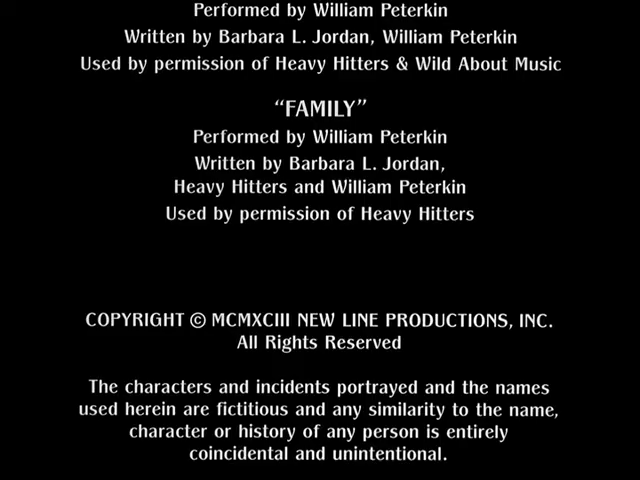 Performed by William Peterkin
Written by Barbara L. Jordan, William Peterkin
Used by permission of Heavy Hitters & Wild About Music
“FAMILY”
Performed by William Peterkin
Written by Barbara L. Jordan,
Heavy Hitters and William Peterkin
Used by permission of Heavy Hitters
COPYRIGHT © MCMXCIII NEW LINE PRODUCTIONS, INC.
All Rights Reserved
The characters and incidents portrayed and the names
used herein are fictitious and any similarity to the name,
character or history of any person is entirely
coincidental and unintentional.